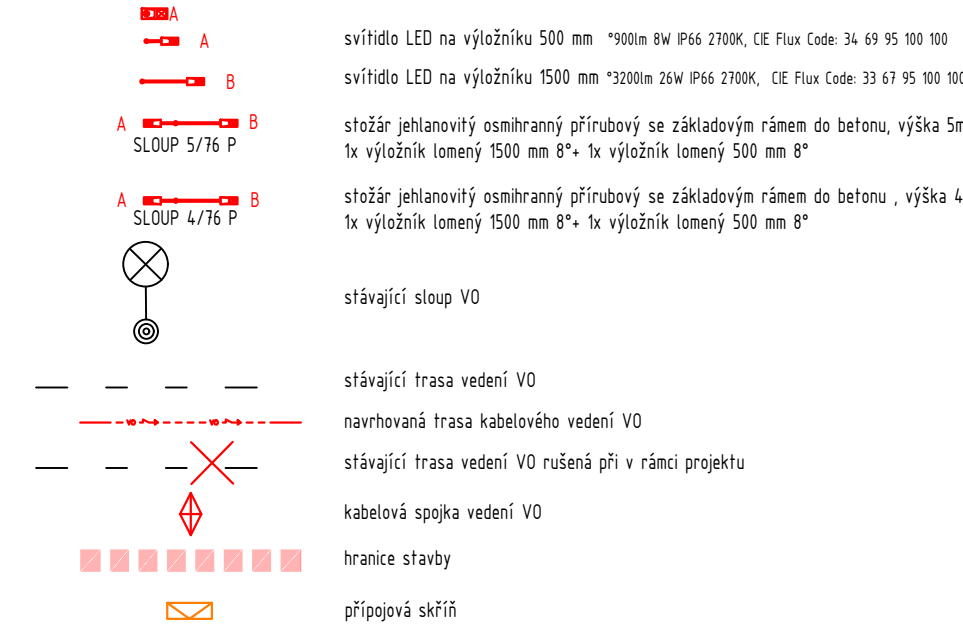 A
A svítidlo LED na výložníku 500 mm °900lm 8W IP66 2700K, CIE Flux Code: 34 69 95 100 100
B svítidlo LED na výložníku 1500 mm °3200lm 26W IP66 2700K, CIE Flux Code: 33 67 95 100 100
A B stožár jehlanovitý osmihranný přírubový se základovým rámem do betonu, výška 5m
SLOUP 5/76 P 1x výložník lomený 1500 mm 8°+ 1x výložník lomený 500 mm 8°
A B stožár jehlanovitý osmihranný přírubový se základovým rámem do betonu , výška 4
SLOUP 4/76 P 1x výložník lomený 1500 mm 8°+ 1x výložník lomený 500 mm 8°
stávající sloup VO
stávající trasa vedení VO
VO VO navrhovaná trasa kabelového vedení VO
stávající trasa vedení VO rušená při v rámci projektu
kabelová spojka vedení VO
hranice stavby
přípojová skříň